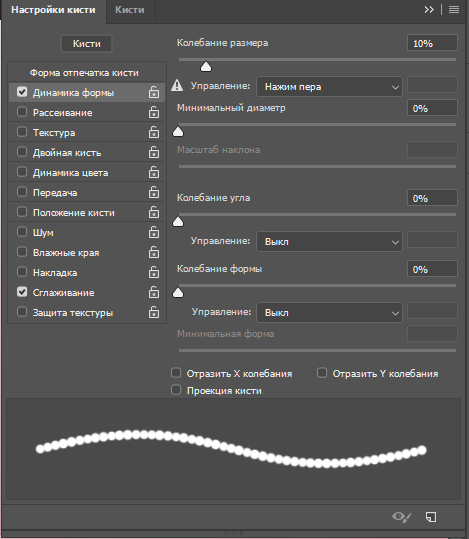 Настройки кисти Кисти
Кисти
Форма отпечатка кисти
Динамика формы
Рассеивание
Текстура
Двойная кисть
Динамика цвета
Передача
Положение кисти
Шум
Влажные края
Накладка
Сглаживание
Защита текстуры
Колебание размера 10%
Управление: Нажим пера
Минимальный диаметр 0%
Масштаб наклона
Колебание угла 0%
Управление: Выкл
Колебание формы 0%
Управление: Выкл
Минимальная форма
Отразить X колебания Отразить Y колебания
Проекция кисти